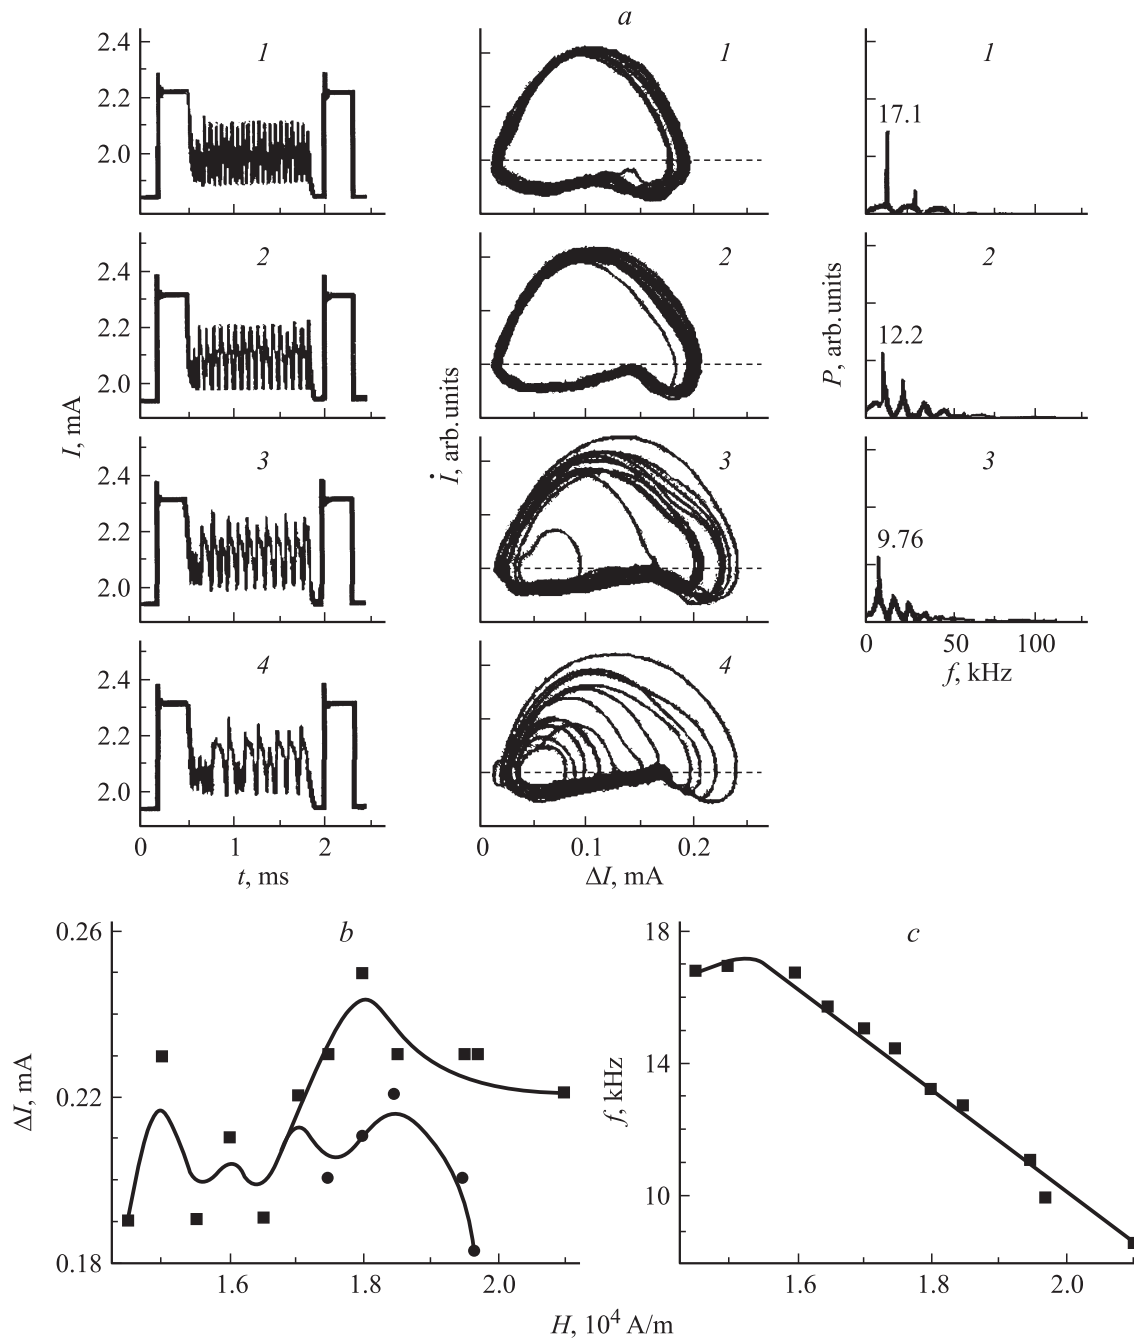 a
1
2.4
2.2
2.0
1
1
17.1
2
2.4
2.2
2.0
2
2
12.2
I, mA
İ, arb. units
P, arb. units
3
2.4
2.2
2.0
3
3
9.76
0 50 100
f, kHz
4
2.4
2.2
2.0
4
0 1 2
t, ms
0 0.1 0.2
ΔI, mA
b
0.26
0.22
0.18
ΔI, mA
1.6 1.8 2.0
c
18
14
10
f, kHz
1.6 1.8 2.0
H, 10⁴ A/m